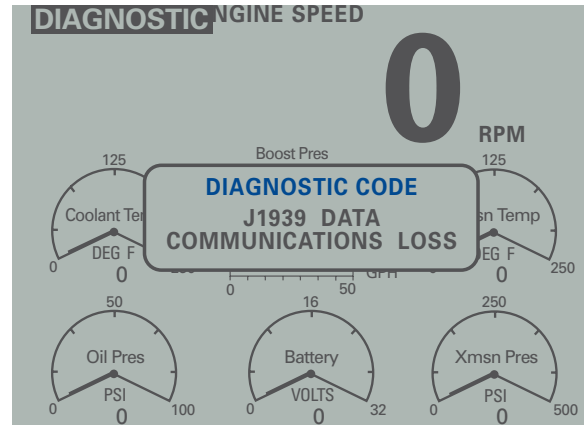 DIAGNOSTIC NGINE SPEED
0
RPM
Boost Pres
125
125
DIAGNOSTIC CODE
J1939 DATA
COMMUNICATIONS LOSS
Coolant Te
sn Temp
DEG F
EG F
0
0
0
250
0
50
50
16
250
Oil Pres
Battery
Xmsn Pres
PSI
VOLTS
PSI
0
0
100
0
32
0
0
500